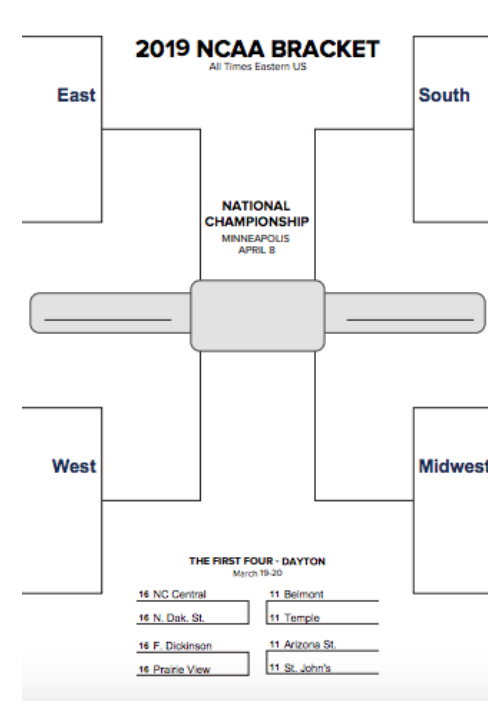 2019 NCAA BRACKET
All Times Eastern US
East
South
NATIONAL
CHAMPIONSHIP
MINNEAPOLIS
APRIL 8
West
Midwest
THE FIRST FOUR - DAYTON
March 19-20
16 NC Central
11 Belmont
16 N. Dak. St.
11 Temple
16 F. Dickinson
11 Arizona St.
16 Prairie View
11 St. John's